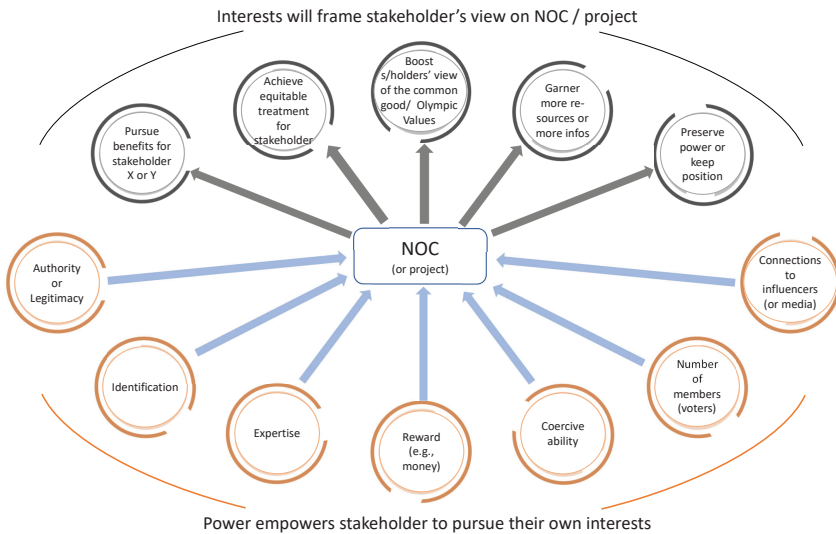 Interests will frame stakeholder's view on NOC / project
Boost
s/holders' view
of the common
good/ Olympic
Values
Achieve
equitable
treatment
for
stakeholder
Garner
more re-
sources or
more infos
Pursue
benefits for
stakeholder
X or Y
Preserve
power or
keep
position
NOC
(or project)
Authority
or
Legitimacy
Connections
to
influencers
(or media)
Identification
Number
of
members
(voters)
Expertise
Reward
(e.g.,
money)
Coercive
ability
Power empowers stakeholder to pursue their own interests